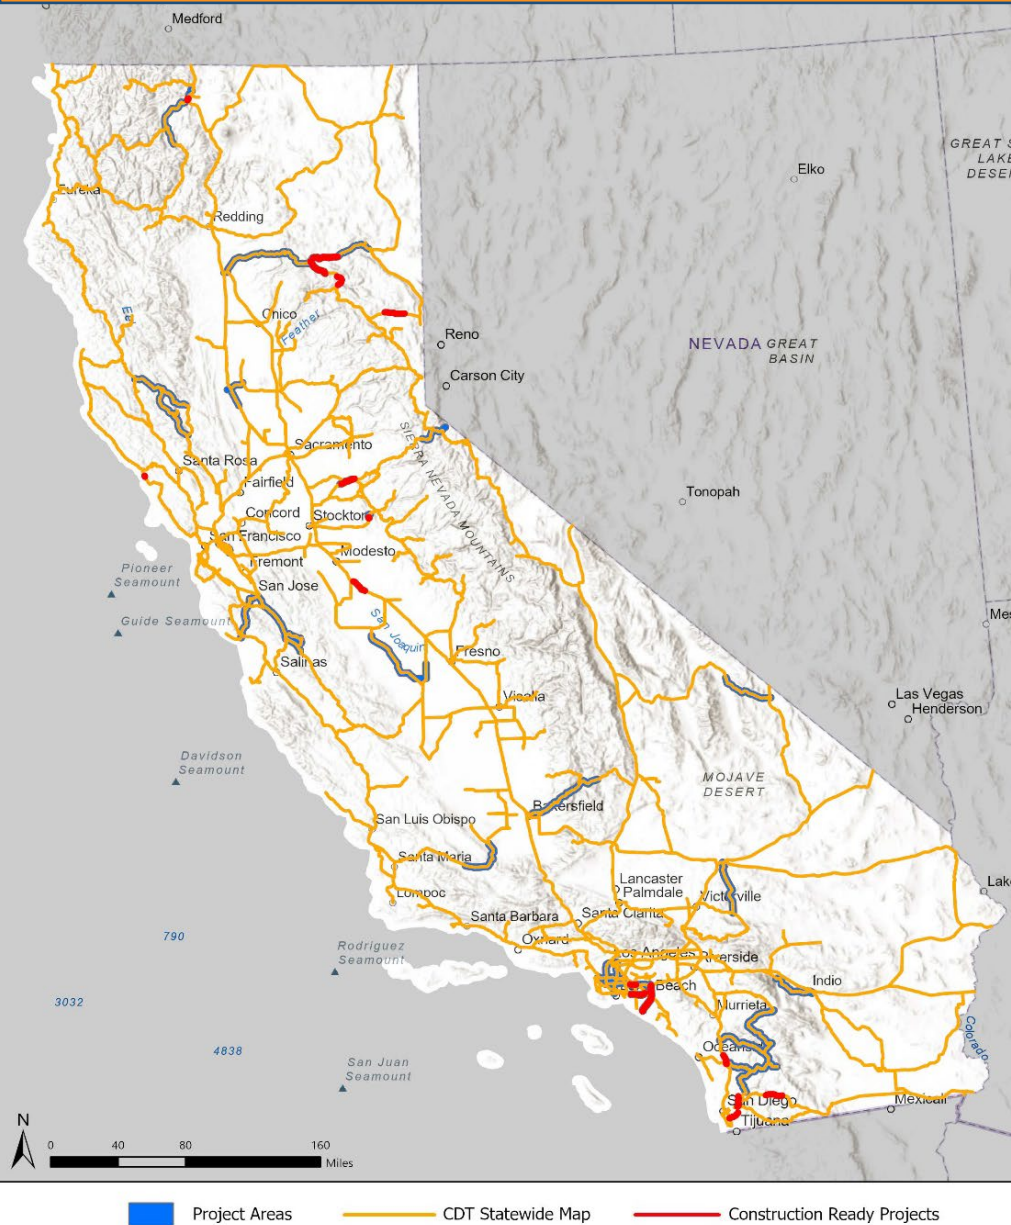 Medford
GREAT S
LAKE
DESER
Elko
Eureka
Redding
Eel
Chico
Feather
Reno
NEVADA
GREAT
BASIN
Carson City
SIERRA NEVADA MOUNTAINS
Sacramento
Santa Rosa
Fairfield
Tonopah
Concord
Stockton
San Francisco
Modesto
Fremont
Pioneer
Seamount
San Jose
Guide Seamount
San Joaquin
Mes
Fresno
Salinas
Visalia
Las Vegas
Henderson
Davidson
Seamount
MOJAVE
DESERT
Bakersfield
San Luis Obispo
Santa Maria
Lompoc
Lancaster
Palmdale
Victorville
Lake
Santa Barbara
Santa Clarita
Oxnard
Los Angeles
Riverside
790
Rodriguez
Seamount
Indio
Beach
3032
Murrieta
Oceanside
Colorado
4838
San Juan
Seamount
San Diego
Mexicali
Tijuana
N
0 40 80 160
Miles
Project Areas
CDT Statewide Map
Construction Ready Projects